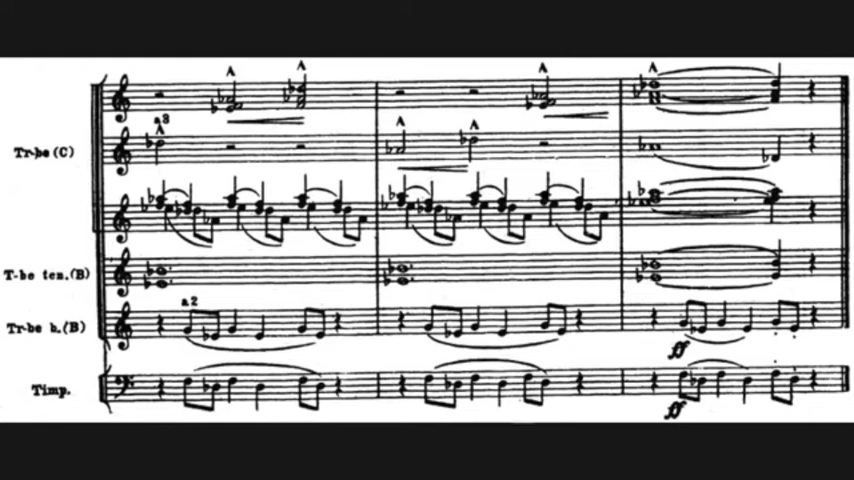 a3
Tr-be (C)
T-be ten. (B)
a2
Tr-be b. (B)
ff
Timp.
ff